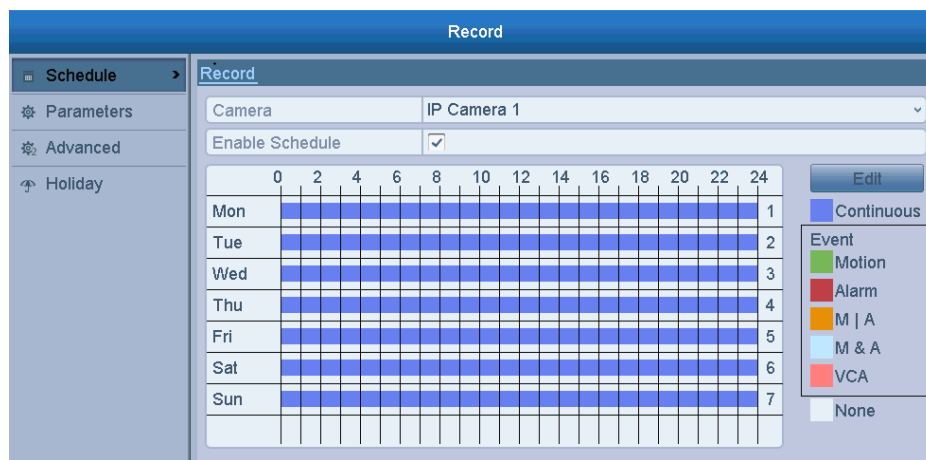 Record
Schedule
Parameters
Advanced
Holiday
Record
Camera IP Camera 1
Enable Schedule
0 2 4 6 8 10 12 14 16 18 20 22 24
Mon 1
Tue 2
Wed 3
Thu 4
Fri 5
Sat 6
Sun 7
Edit
Continuous
Event
Motion
Alarm
M | A
M & A
VCA
None